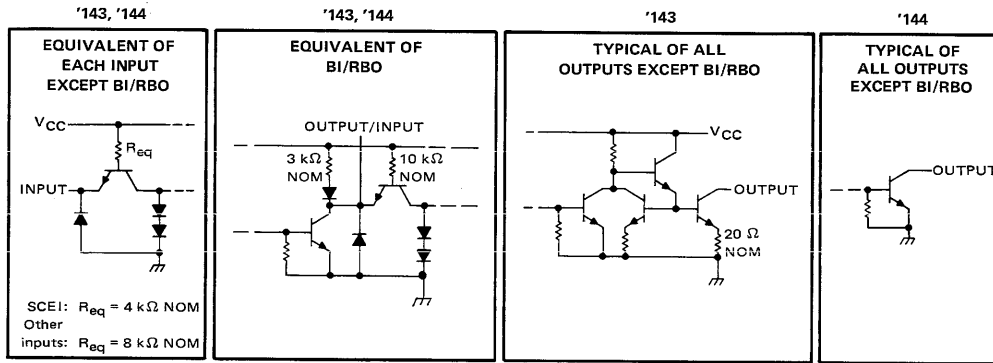 '143, '144
EQUIVALENT OF
EACH INPUT
EXCEPT BI/RBO
VCC
Req
INPUT
SCEI: Req = 4 kΩ NOM
Other
inputs: Req = 8 kΩ NOM
'143, '144
EQUIVALENT OF
BI/RBO
OUTPUT/INPUT
3 kΩ
NOM
10 kΩ
NOM
'143
TYPICAL OF ALL
OUTPUTS EXCEPT BI/RBO
VCC
OUTPUT
20 Ω
NOM
'144
TYPICAL OF
ALL OUTPUTS
EXCEPT BI/RBO
OUTPUT